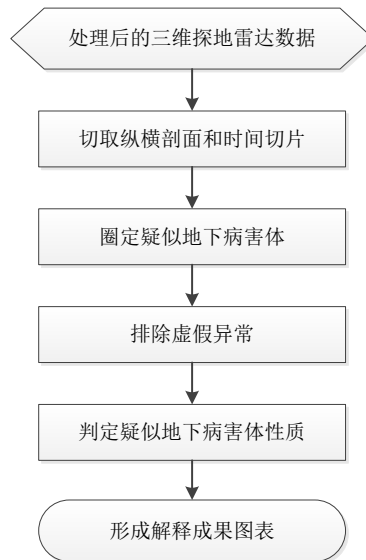 处理后的三维探地雷达数据
切取纵横剖面和时间切片
圈定疑似地下病害体
排除虚假异常
判定疑似地下病害体性质
形成解释成果图表